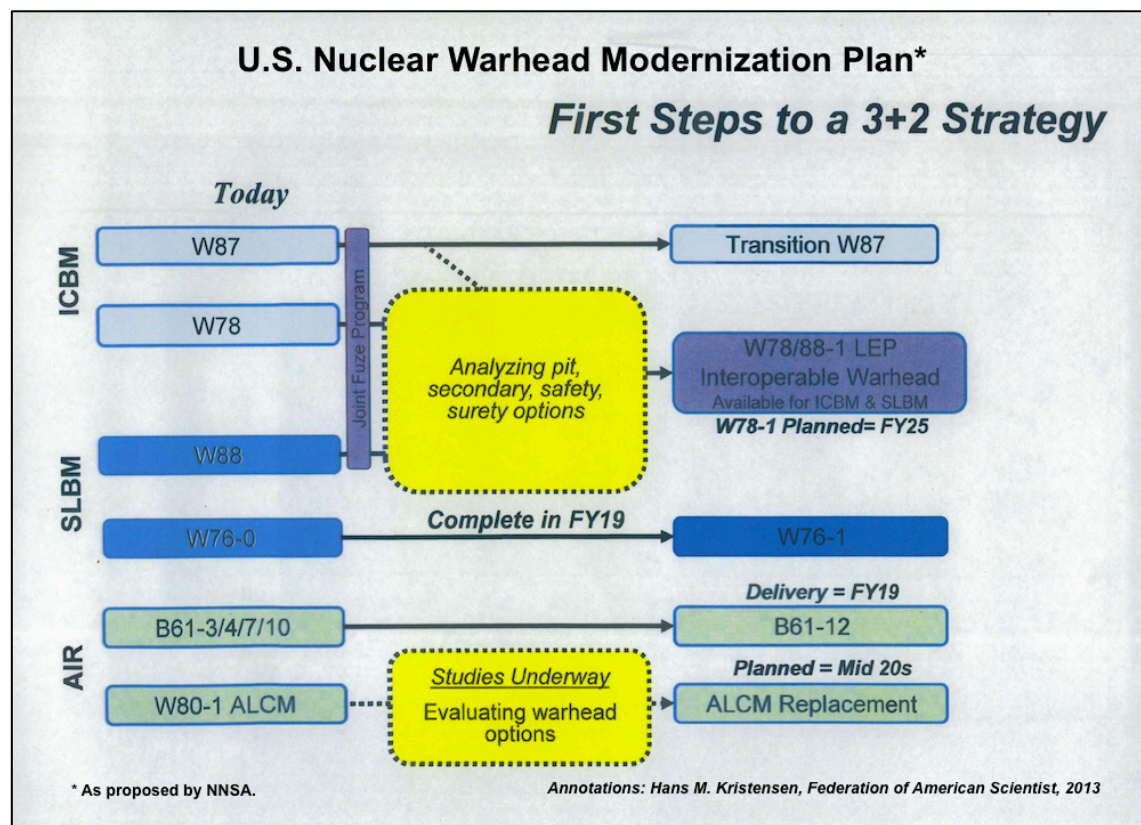 U.S. Nuclear Warhead Modernization Plan*
First Steps to a 3+2 Strategy
Today
ICBM
W87
Transition W87
W78
Joint Fuze Program
Analyzing pit,
secondary, safety,
surety options
W78/88-1 LEP
Interoperable Warhead
Available for ICBM & SLBM
W78-1 Planned= FY25
SLBM
W88
W76-0
Complete in FY19
W76-1
AIR
Delivery = FY19
B61-3/4/7/10
B61-12
Planned = Mid 20s
W80-1 ALCM
Studies Underway
Evaluating warhead
options
ALCM Replacement
* As proposed by NNSA.
Annotations: Hans M. Kristensen, Federation of American Scientist, 2013